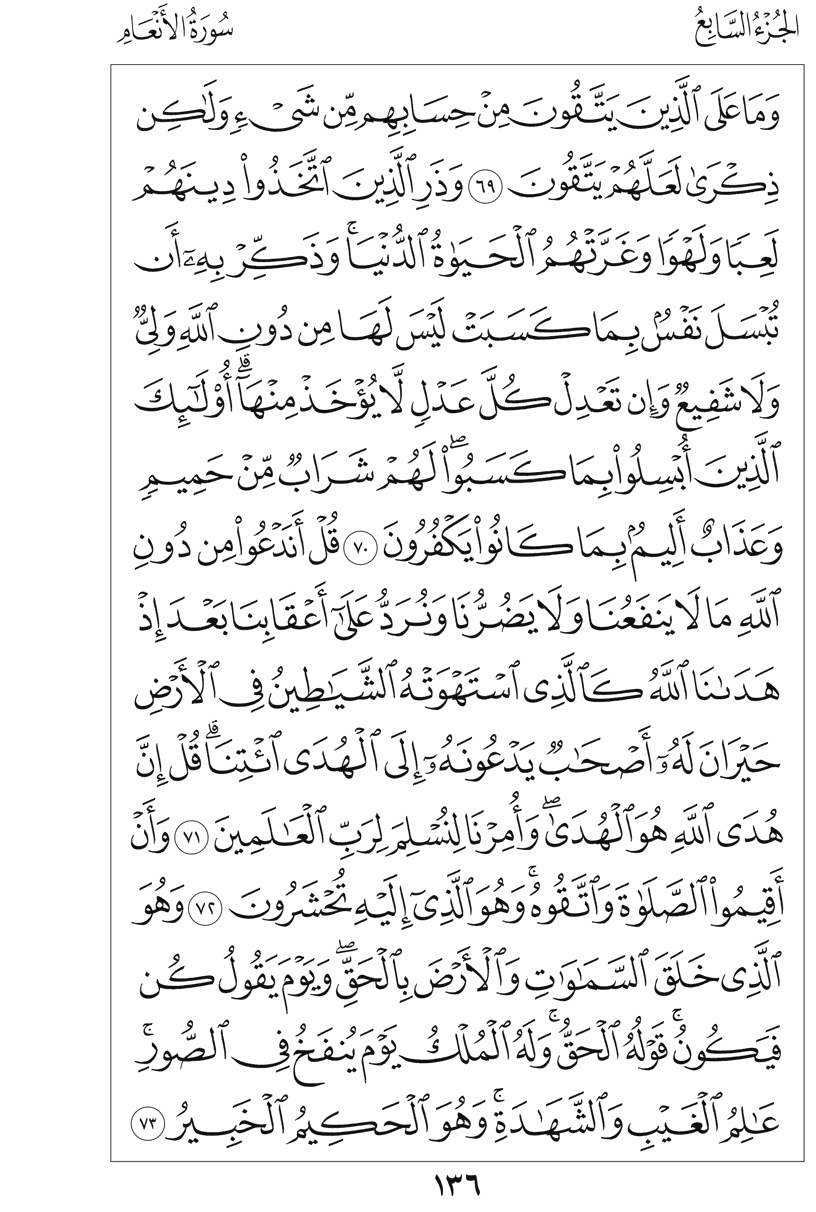 الجُزْءُ السَّابِعُ
سُورَةُ الأَنْعَام
وَمَا عَلَى ٱلَّذِينَ يَتَّقُونَ مِنْ حِسَابِهِم مِّن شَىْءٍ وَلَٰكِن
ذِكْرَىٰ لَعَلَّهُمْ يَتَّقُونَ ٦٩ وَذَرِ ٱلَّذِينَ ٱتَّخَذُوا۟ دِينَهُمْ
لَعِبًا وَلَهْوًا وَغَرَّتْهُمُ ٱلْحَيَوٰةُ ٱلدُّنْيَا ۚ وَذَكِّرْ بِهِۦٓ أَن
تُبْسَلَ نَفْسٌۢ بِمَا كَسَبَتْ لَيْسَ لَهَا مِن دُونِ ٱللَّهِ وَلِىٌّ
وَلَا شَفِيعٌ وَإِن تَعْدِلْ كُلَّ عَدْلٍ لَّا يُؤْخَذْ مِنْهَآ ۗ أُو۟لَٰٓئِكَ
ٱلَّذِينَ أُبْسِلُوا۟ بِمَا كَسَبُوا۟ ۖ لَهُمْ شَرَابٌ مِّنْ حَمِيمٍ
وَعَذَابٌ أَلِيمٌۢ بِمَا كَانُوا۟ يَكْفُرُونَ ٧٠ قُلْ أَنَدْعُوا۟ مِن دُونِ
ٱللَّهِ مَا لَا يَنفَعُنَا وَلَا يَضُرُّنَا وَنُرَدُّ عَلَىٰٓ أَعْقَابِنَا بَعْدَ إِذْ
هَدَىٰنَا ٱللَّهُ كَٱلَّذِى ٱسْتَهْوَتْهُ ٱلشَّيَٰطِينُ فِى ٱلْأَرْضِ
حَيْرَانَ لَهُۥٓ أَصْحَٰبٌ يَدْعُونَهُۥٓ إِلَى ٱلْهُدَى ٱئْتِنَا ۗ قُلْ إِنَّ
هُدَى ٱللَّهِ هُوَ ٱلْهُدَىٰ ۖ وَأُمِرْنَا لِنُسْلِمَ لِرَبِّ ٱلْعَٰلَمِينَ ٧١ وَأَنْ
أَقِيمُوا۟ ٱلصَّلَوٰةَ وَٱتَّقُوهُ ۚ وَهُوَ ٱلَّذِىٓ إِلَيْهِ تُحْشَرُونَ ٧٢ وَهُوَ
ٱلَّذِى خَلَقَ ٱلسَّمَٰوَٰتِ وَٱلْأَرْضَ بِٱلْحَقِّ ۖ وَيَوْمَ يَقُولُ كُن
فَيَكُونُ ۚ قَوْلُهُ ٱلْحَقُّ ۚ وَلَهُ ٱلْمُلْكُ يَوْمَ يُنفَخُ فِى ٱلصُّورِ ۚ
عَٰلِمُ ٱلْغَيْبِ وَٱلشَّهَٰدَةِ ۚ وَهُوَ ٱلْحَكِيمُ ٱلْخَبِيرُ ٧٣
١٣٦